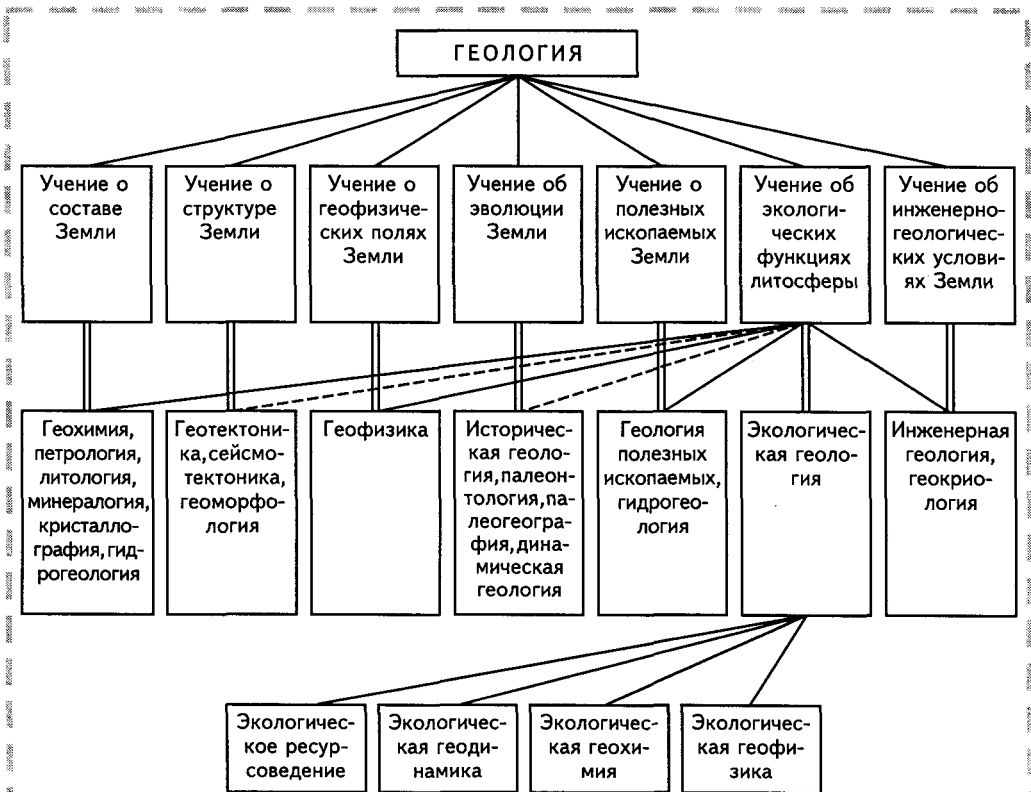 ГЕОЛОГИЯ
Учение о
составе
Земли
Учение о
структуре
Земли
Учение о
геофизиче-
ских полях
Земли
Учение об
эволюции
Земли
Учение о
полезных
ископаемых
Земли
Учение об
экологи-
ческих
функциях
литосферы
Учение об
инженерно-
геологичес-
ких услови-
ях Земли
Геохимия,
петрология,
литология,
минералогия,
кристалло-
графия, гид-
рогеология
Геотектони-
ка, сейсмо-
тектоника,
геоморфо-
логия
Геофизика
Историчес-
кая геоло-
гия, палеон-
тология, па-
леогеогра-
фия, дина-
мическая
геология
Геология
полезных
ископаемых,
гидрогео-
логия
Экологичес-
кая геоло-
гия
Инженерная
геология,
геокрио-
логия
Экологичес-
кое ресур-
соведение
Экологичес-
кая геоди-
намика
Экологичес-
кая геохи-
мия
Экологичес-
кая геофи-
зика